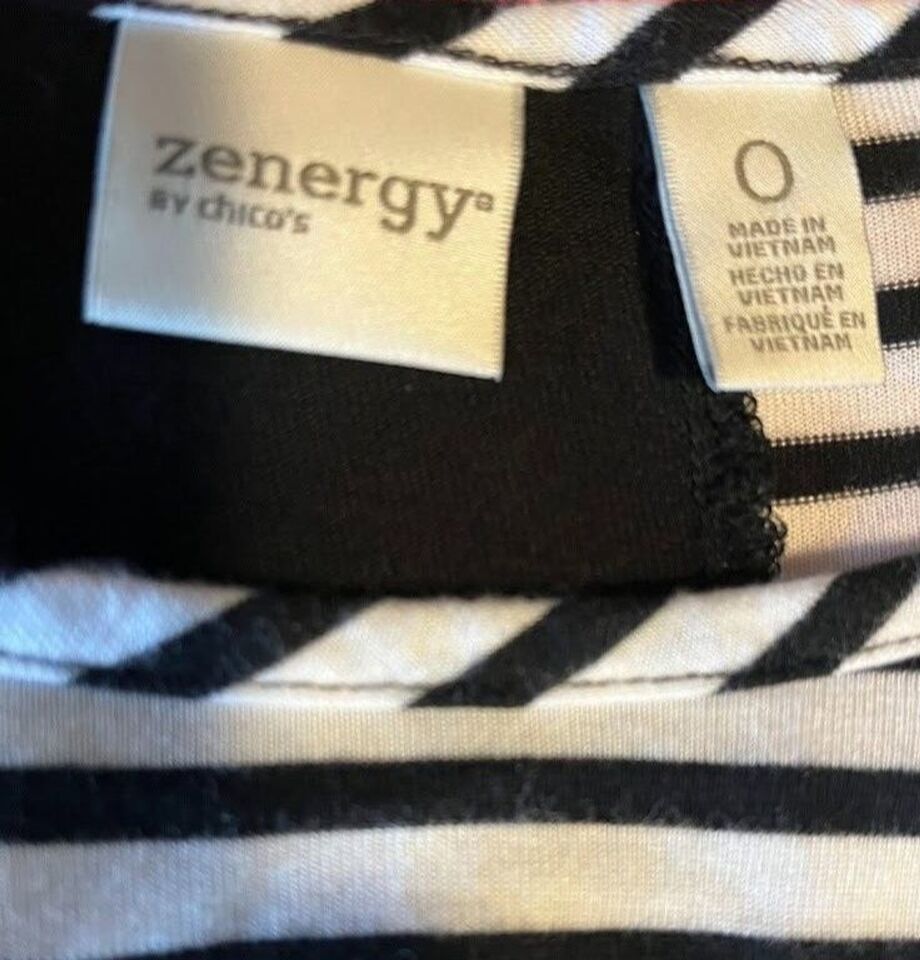 zenergy®
BY chico's
0
MADE IN
VIETNAM
HECHO EN
VIETNAM
FABRIQUÉ EN
VIETNAM